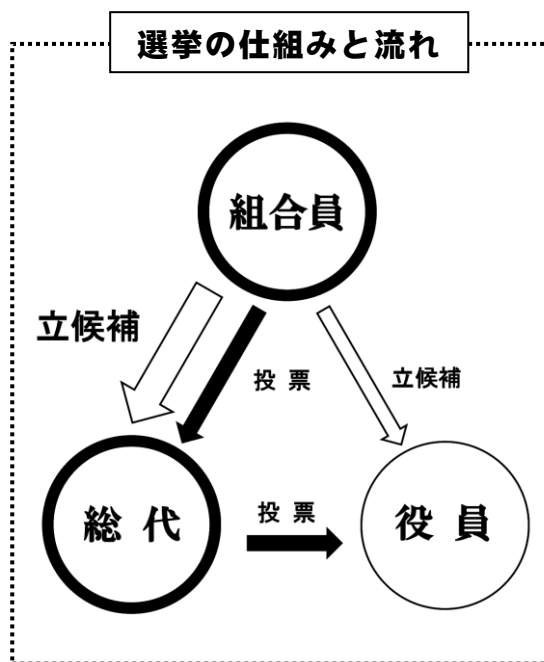 選挙の仕組みと流れ
組合員
立候補
投票
立候補
総代
投票
役員